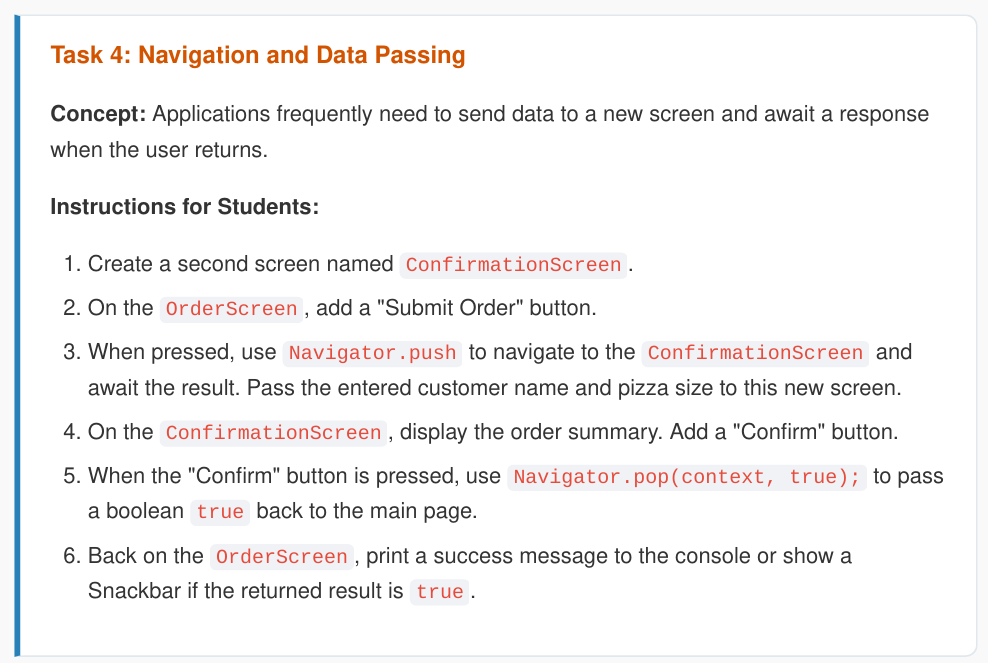 Task 4: Navigation and Data Passing
Concept: Applications frequently need to send data to a new screen and await a response
when the user returns.
Instructions for Students:
1. Create a second screen named ConfirmationScreen.
2. On the OrderScreen, add a "Submit Order" button.
3. When pressed, use Navigator.push to navigate to the ConfirmationScreen and
await the result. Pass the entered customer name and pizza size to this new screen.
4. On the ConfirmationScreen, display the order summary. Add a "Confirm" button.
5. When the "Confirm" button is pressed, use Navigator.pop(context, true); to pass
a boolean true back to the main page.
6. Back on the OrderScreen, print a success message to the console or show a
Snackbar if the returned result is true.